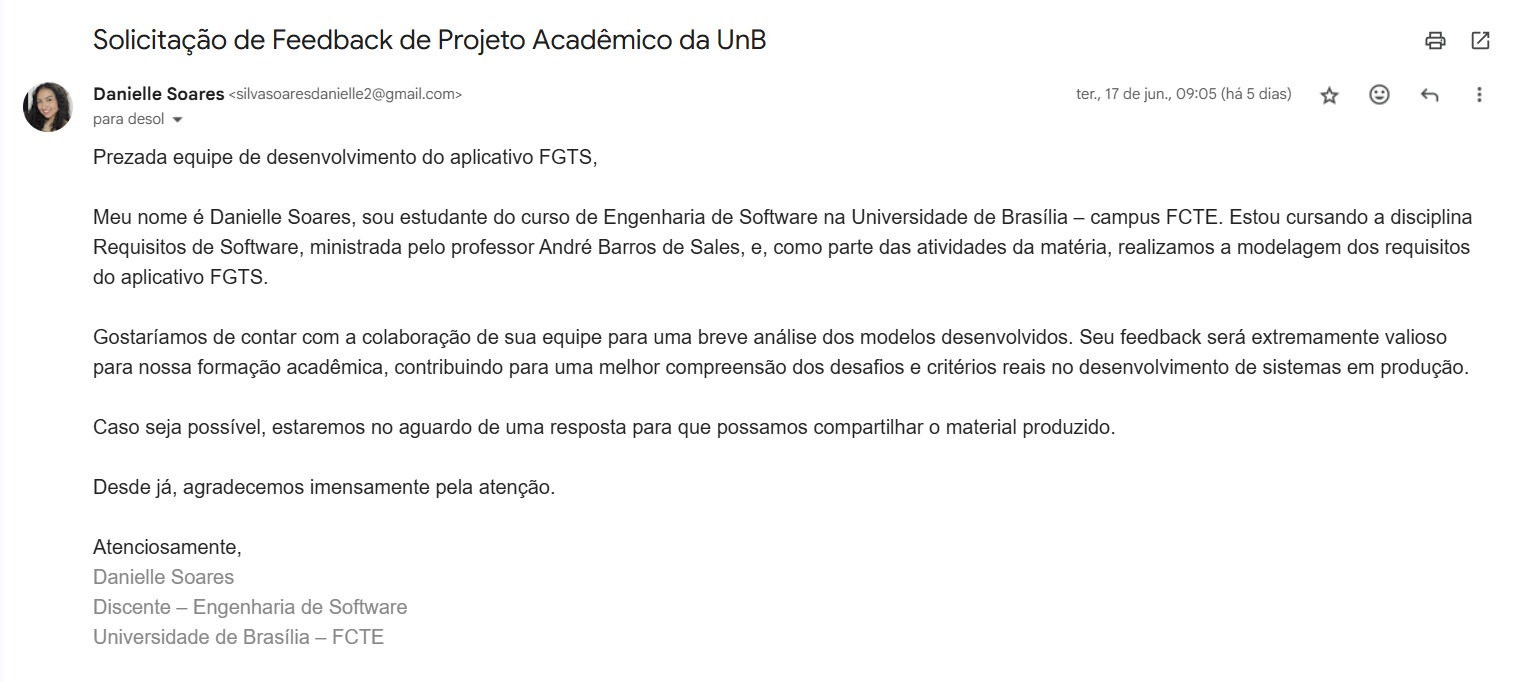 Solicitação de Feedback de Projeto Acadêmico da UnB
Danielle Soares <silvasoaresdanielle2@gmail.com>
ter., 17 de jun., 09:05 (há 5 dias)
para desol
Prezada equipe de desenvolvimento do aplicativo FGTS,
Meu nome é Danielle Soares, sou estudante do curso de Engenharia de Software na Universidade de Brasília – campus FCTE. Estou cursando a disciplina
Requisitos de Software, ministrada pelo professor André Barros de Sales, e, como parte das atividades da matéria, realizamos a modelagem dos requisitos
do aplicativo FGTS.
Gostaríamos de contar com a colaboração de sua equipe para uma breve análise dos modelos desenvolvidos. Seu feedback será extremamente valioso
para nossa formação acadêmica, contribuindo para uma melhor compreensão dos desafios e critérios reais no desenvolvimento de sistemas em produção.
Caso seja possível, estaremos no aguardo de uma resposta para que possamos compartilhar o material produzido.
Desde já, agradecemos imensamente pela atenção.
Atenciosamente,
Danielle Soares
Discente – Engenharia de Software
Universidade de Brasília – FCTE